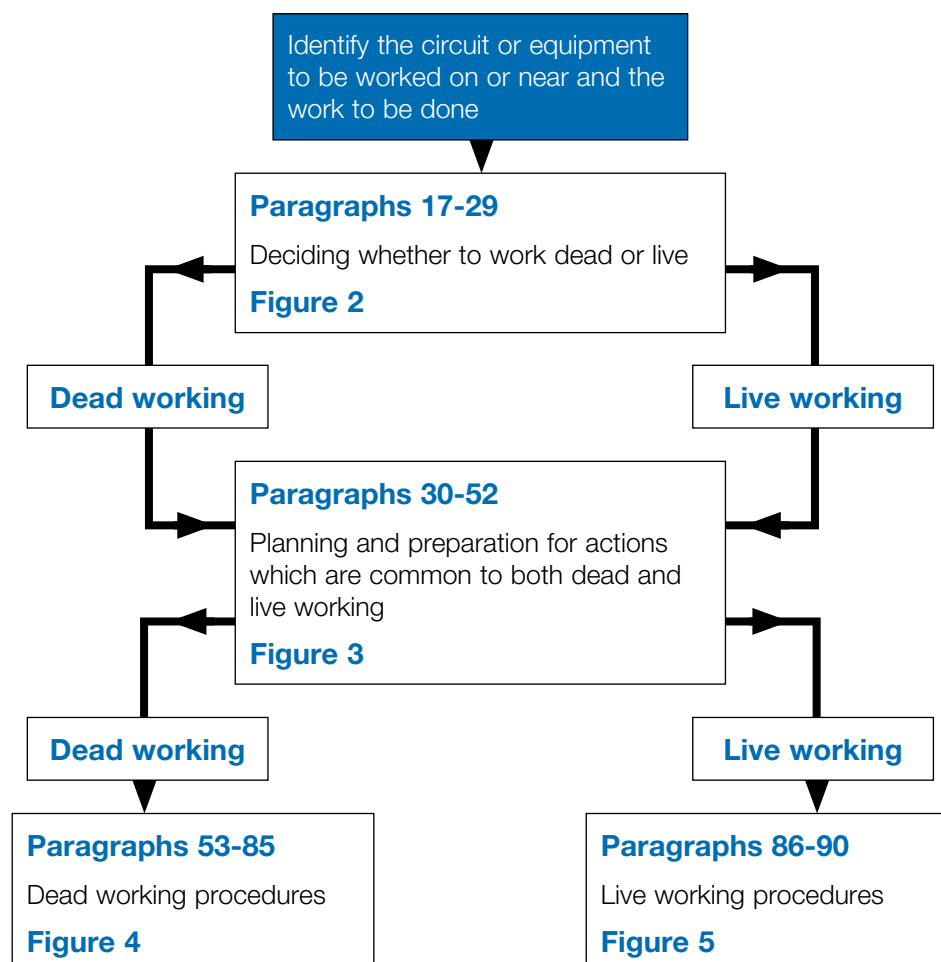 Identify the circuit or equipment
to be worked on or near and the
work to be done
Paragraphs 17-29
Deciding whether to work dead or live
Figure 2
Dead working
Live working
Paragraphs 30-52
Planning and preparation for actions
which are common to both dead and
live working
Figure 3
Dead working
Live working
Paragraphs 53-85
Dead working procedures
Figure 4
Paragraphs 86-90
Live working procedures
Figure 5